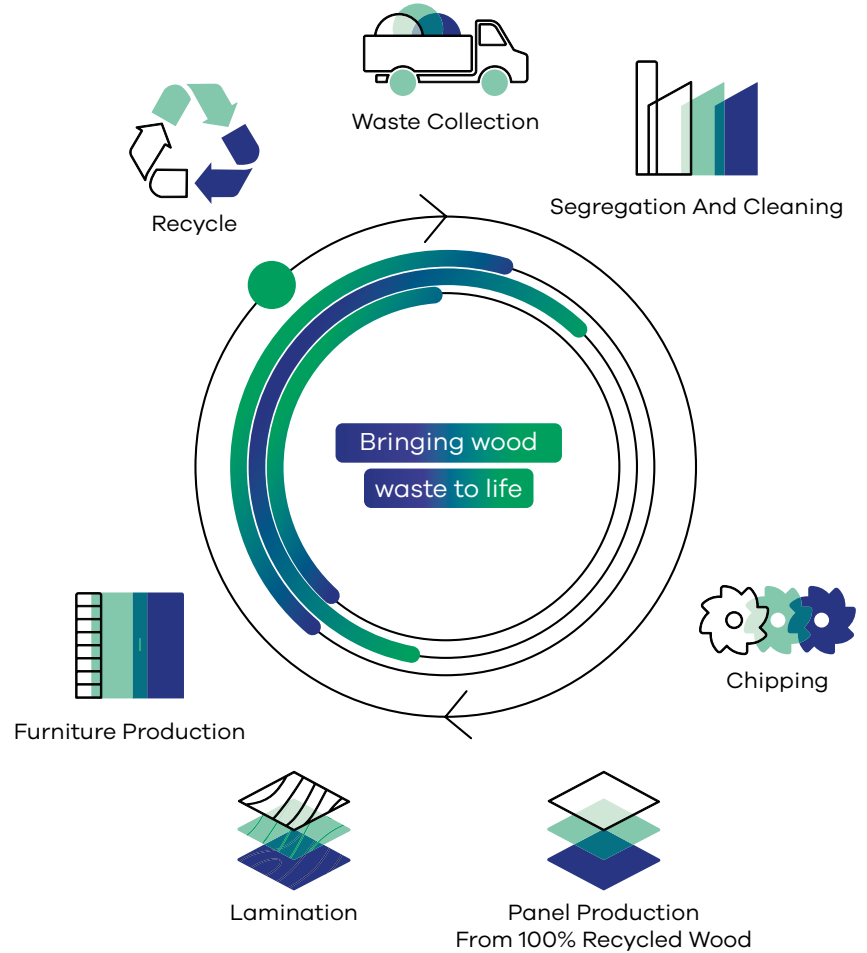 Waste Collection
Recycle
Segregation And Cleaning
Bringing wood
waste to life
Chipping
Furniture Production
Lamination
Panel Production
From 100% Recycled Wood